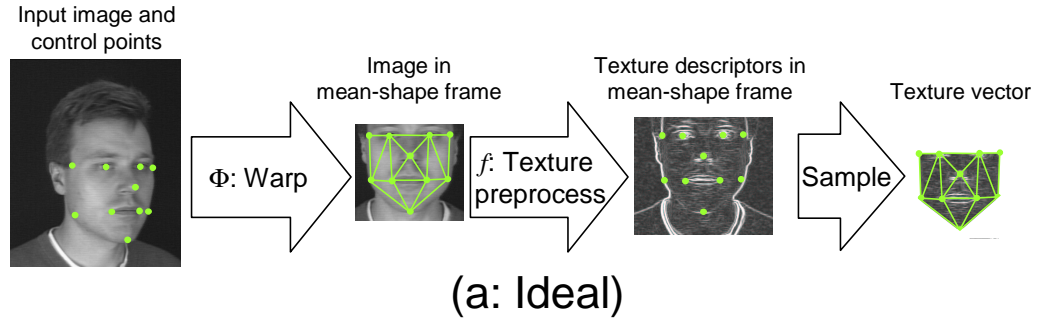 Input image and
control points
Φ: Warp
Image in
mean-shape frame
f: Texture
preprocess
Texture descriptors in
mean-shape frame
Sample
Texture vector
(a: Ideal)